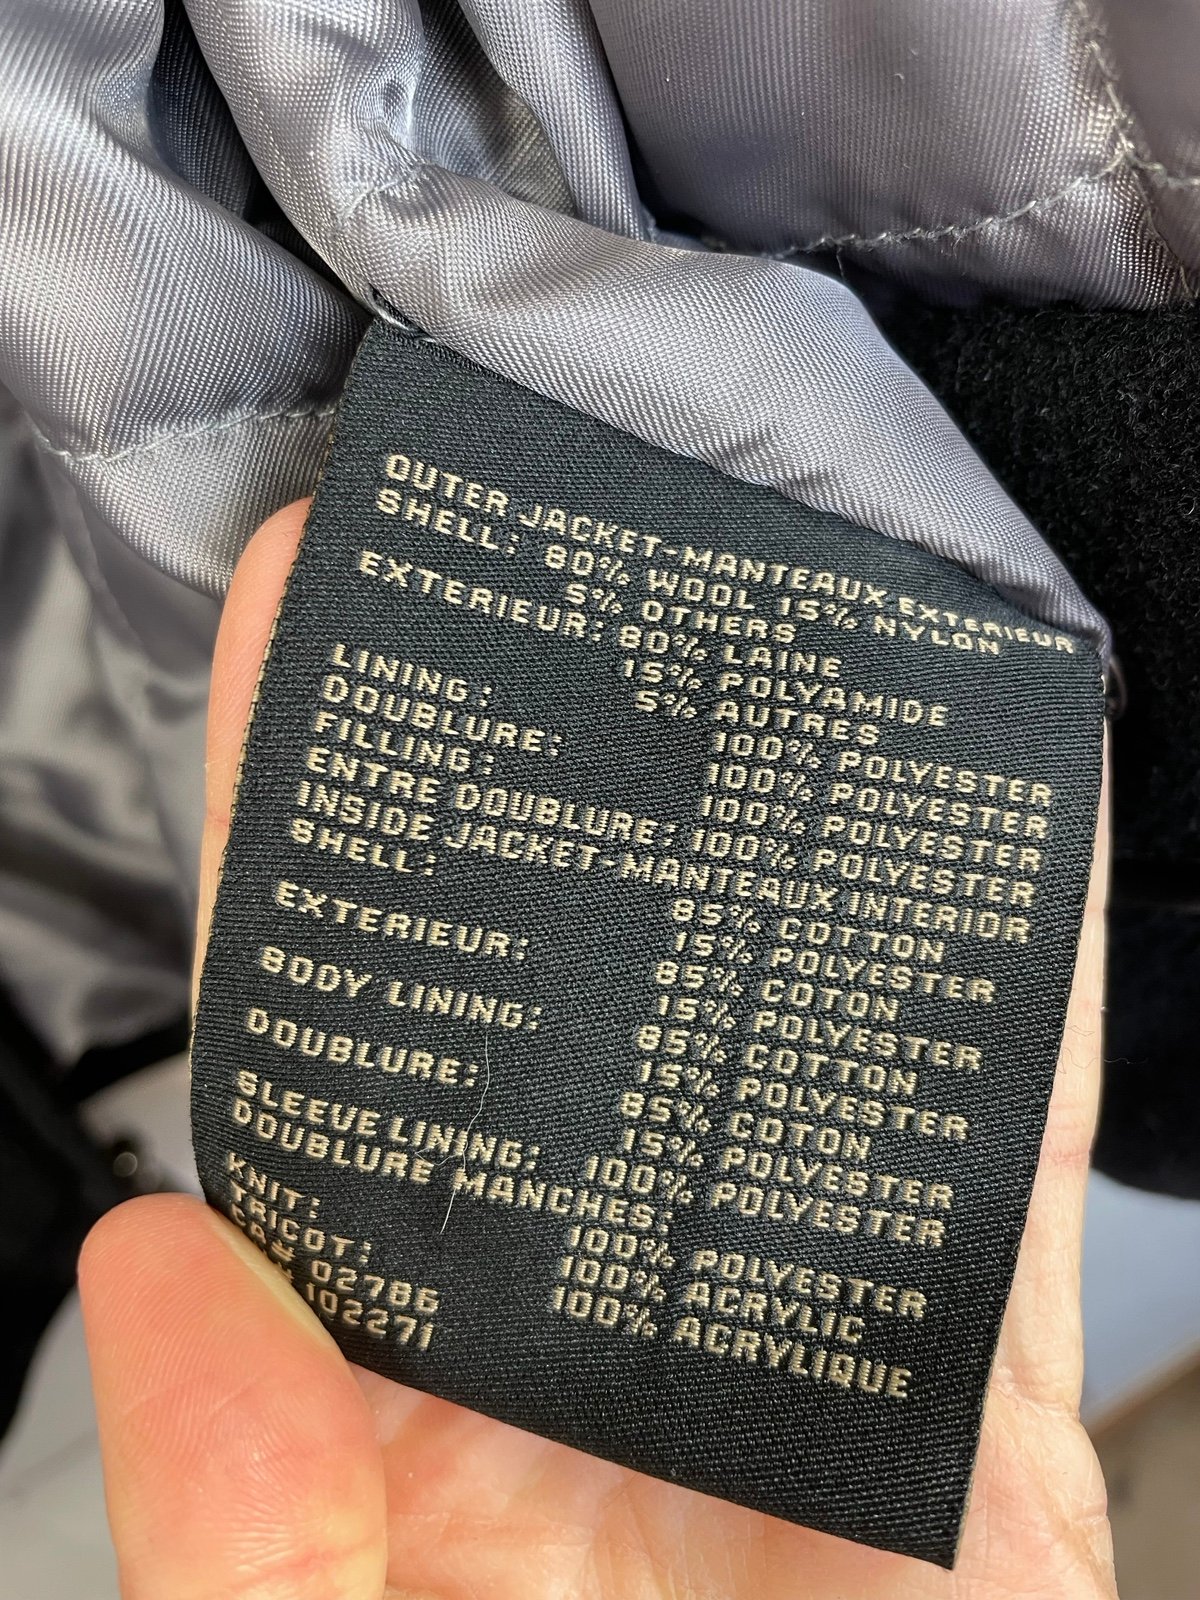 OUTER JACKET-MANTEAUX EXTERIEUR
SHELL: 80% WOOL 15% NYLON
5% OTHERS
EXTERIEUR: 80% LAINE
15% POLYAMIDE
5% AUTRES
LINING: 100% POLYESTER
DOUBLURE: 100% POLYESTER
FILLING: 100% POLYESTER
ENTRE DOUBLURE: 100% POLYESTER
INSIDE JACKET-MANTEAUX INTERIOR
SHELL: 85% COTTON
15% POLYESTER
EXTERIEUR: 85% COTON
15% POLYESTER
BODY LINING: 85% COTTON
15% POLYESTER
DOUBLURE: 85% COTON
15% POLYESTER
SLEEVE LINING: 100% POLYESTER
DOUBLURE MANCHES: 100% POLYESTER
KNIT: 100% ACRYLIC
TRICOT: 100% ACRYLIQUE
CA# 02786
102271